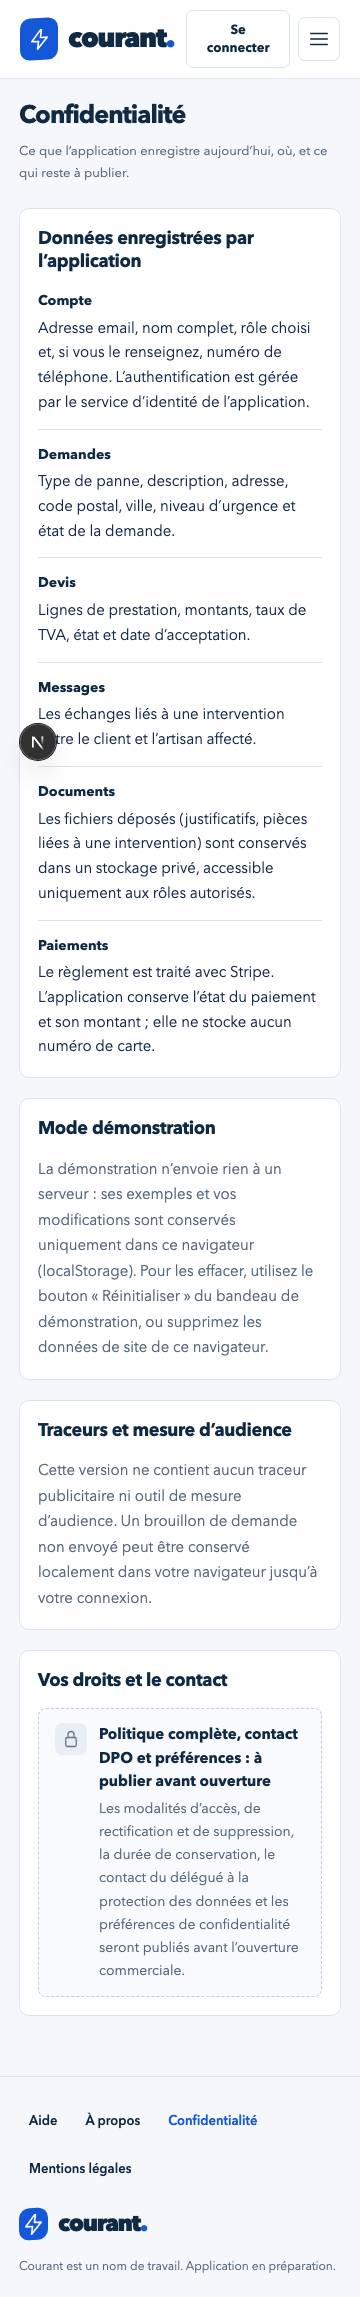 courant.
Se
connecter
Confidentialité
Ce que l’application enregistre aujourd’hui, où, et ce
qui reste à publier.
Données enregistrées par
l’application
Compte
Adresse email, nom complet, rôle choisi
et, si vous le renseignez, numéro de
téléphone. L’authentification est gérée
par le service d’identité de l’application.
Demandes
Type de panne, description, adresse,
code postal, ville, niveau d’urgence et
état de la demande.
Devis
Lignes de prestation, montants, taux de
TVA, état et date d’acceptation.
Messages
Les échanges liés à une intervention
N tre le client et l’artisan affecté.
Documents
Les fichiers déposés (justificatifs, pièces
liées à une intervention) sont conservés
dans un stockage privé, accessible
uniquement aux rôles autorisés.
Paiements
Le règlement est traité avec Stripe.
L’application conserve l’état du paiement
et son montant ; elle ne stocke aucun
numéro de carte.
Mode démonstration
La démonstration n’envoie rien à un
serveur : ses exemples et vos
modifications sont conservés
uniquement dans ce navigateur
(localStorage). Pour les effacer, utilisez le
bouton « Réinitialiser » du bandeau de
démonstration, ou supprimez les
données de site de ce navigateur.
Traceurs et mesure d’audience
Cette version ne contient aucun traceur
publicitaire ni outil de mesure
d’audience. Un brouillon de demande
non envoyé peut être conservé
localement dans votre navigateur jusqu’à
votre connexion.
Vos droits et le contact
Politique complète, contact
DPO et préférences : à
publier avant ouverture
Les modalités d’accès, de
rectification et de suppression,
la durée de conservation, le
contact du délégué à la
protection des données et les
préférences de confidentialité
seront publiés avant l’ouverture
commerciale.
Aide À propos Confidentialité
Mentions légales
courant.
Courant est un nom de travail. Application en préparation.